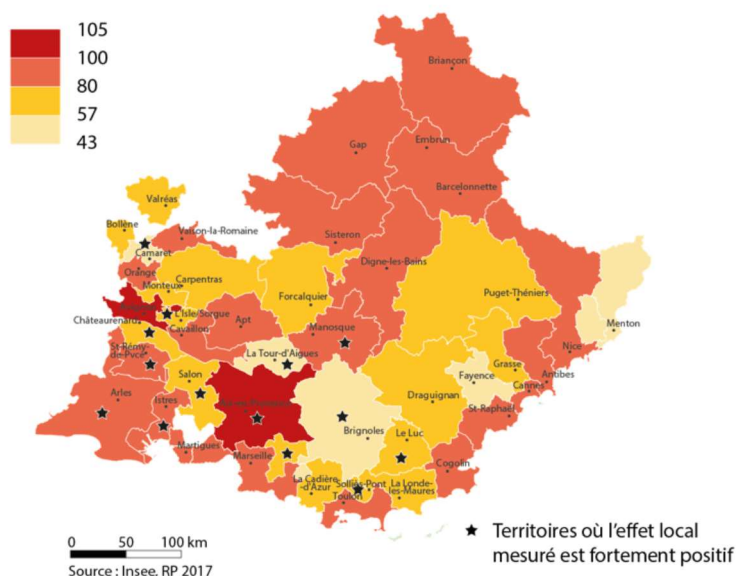 105
100
80
57
43
Briançon
Gap
Embrun
Barcelonnette
Valréas
Bollène
Vaison-la-Romaine
Sisteron
Camaret
Orange
Digne-les-Bains
Monteux
Carpentras
Puget-Théniers
Forcalquier
L'Isle-Sorgue
Châteaurenard
Cavaillon
Apt
Manosque
Menton
St-Rémy-
de-Pvce
La Tour-d'Aigues
Nice
Grasse
Salon
Fayence
Antibes
Cannes
Arles
Istres
Draguignan
St-Raphaël
Brignoles
Le Luc
Martigues
Marseille
Cogolin
La Cadière-
-d'Azur
Solliès-Pont
La Londe-
les-Maures
Toulon
0 50 100 km
Source : Insee, RP 2017
Territoires où l'effet local
mesuré est fortement positif